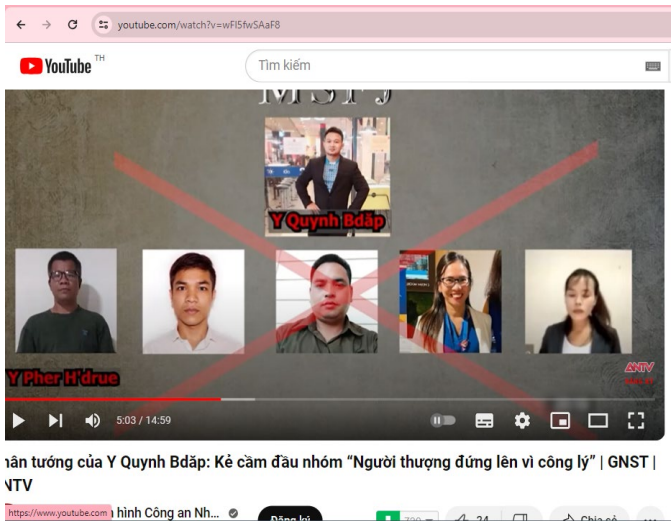 youtube.com/watch?v=wFI5fwSAaF8
YouTube TH
Tìm kiếm
MSFJ
Y Quynh Bdăp
Y Pher H'drue
ANTV
5:03 / 14:59
hân tướng của Y Quynh Bdăp: Kẻ cầm đầu nhóm “Người thượng đứng lên vì công lý” | GNST |
NTV
https://www.youtube.com
hình Công an Nh...
Đăng ký
720
24
Chia sẻ